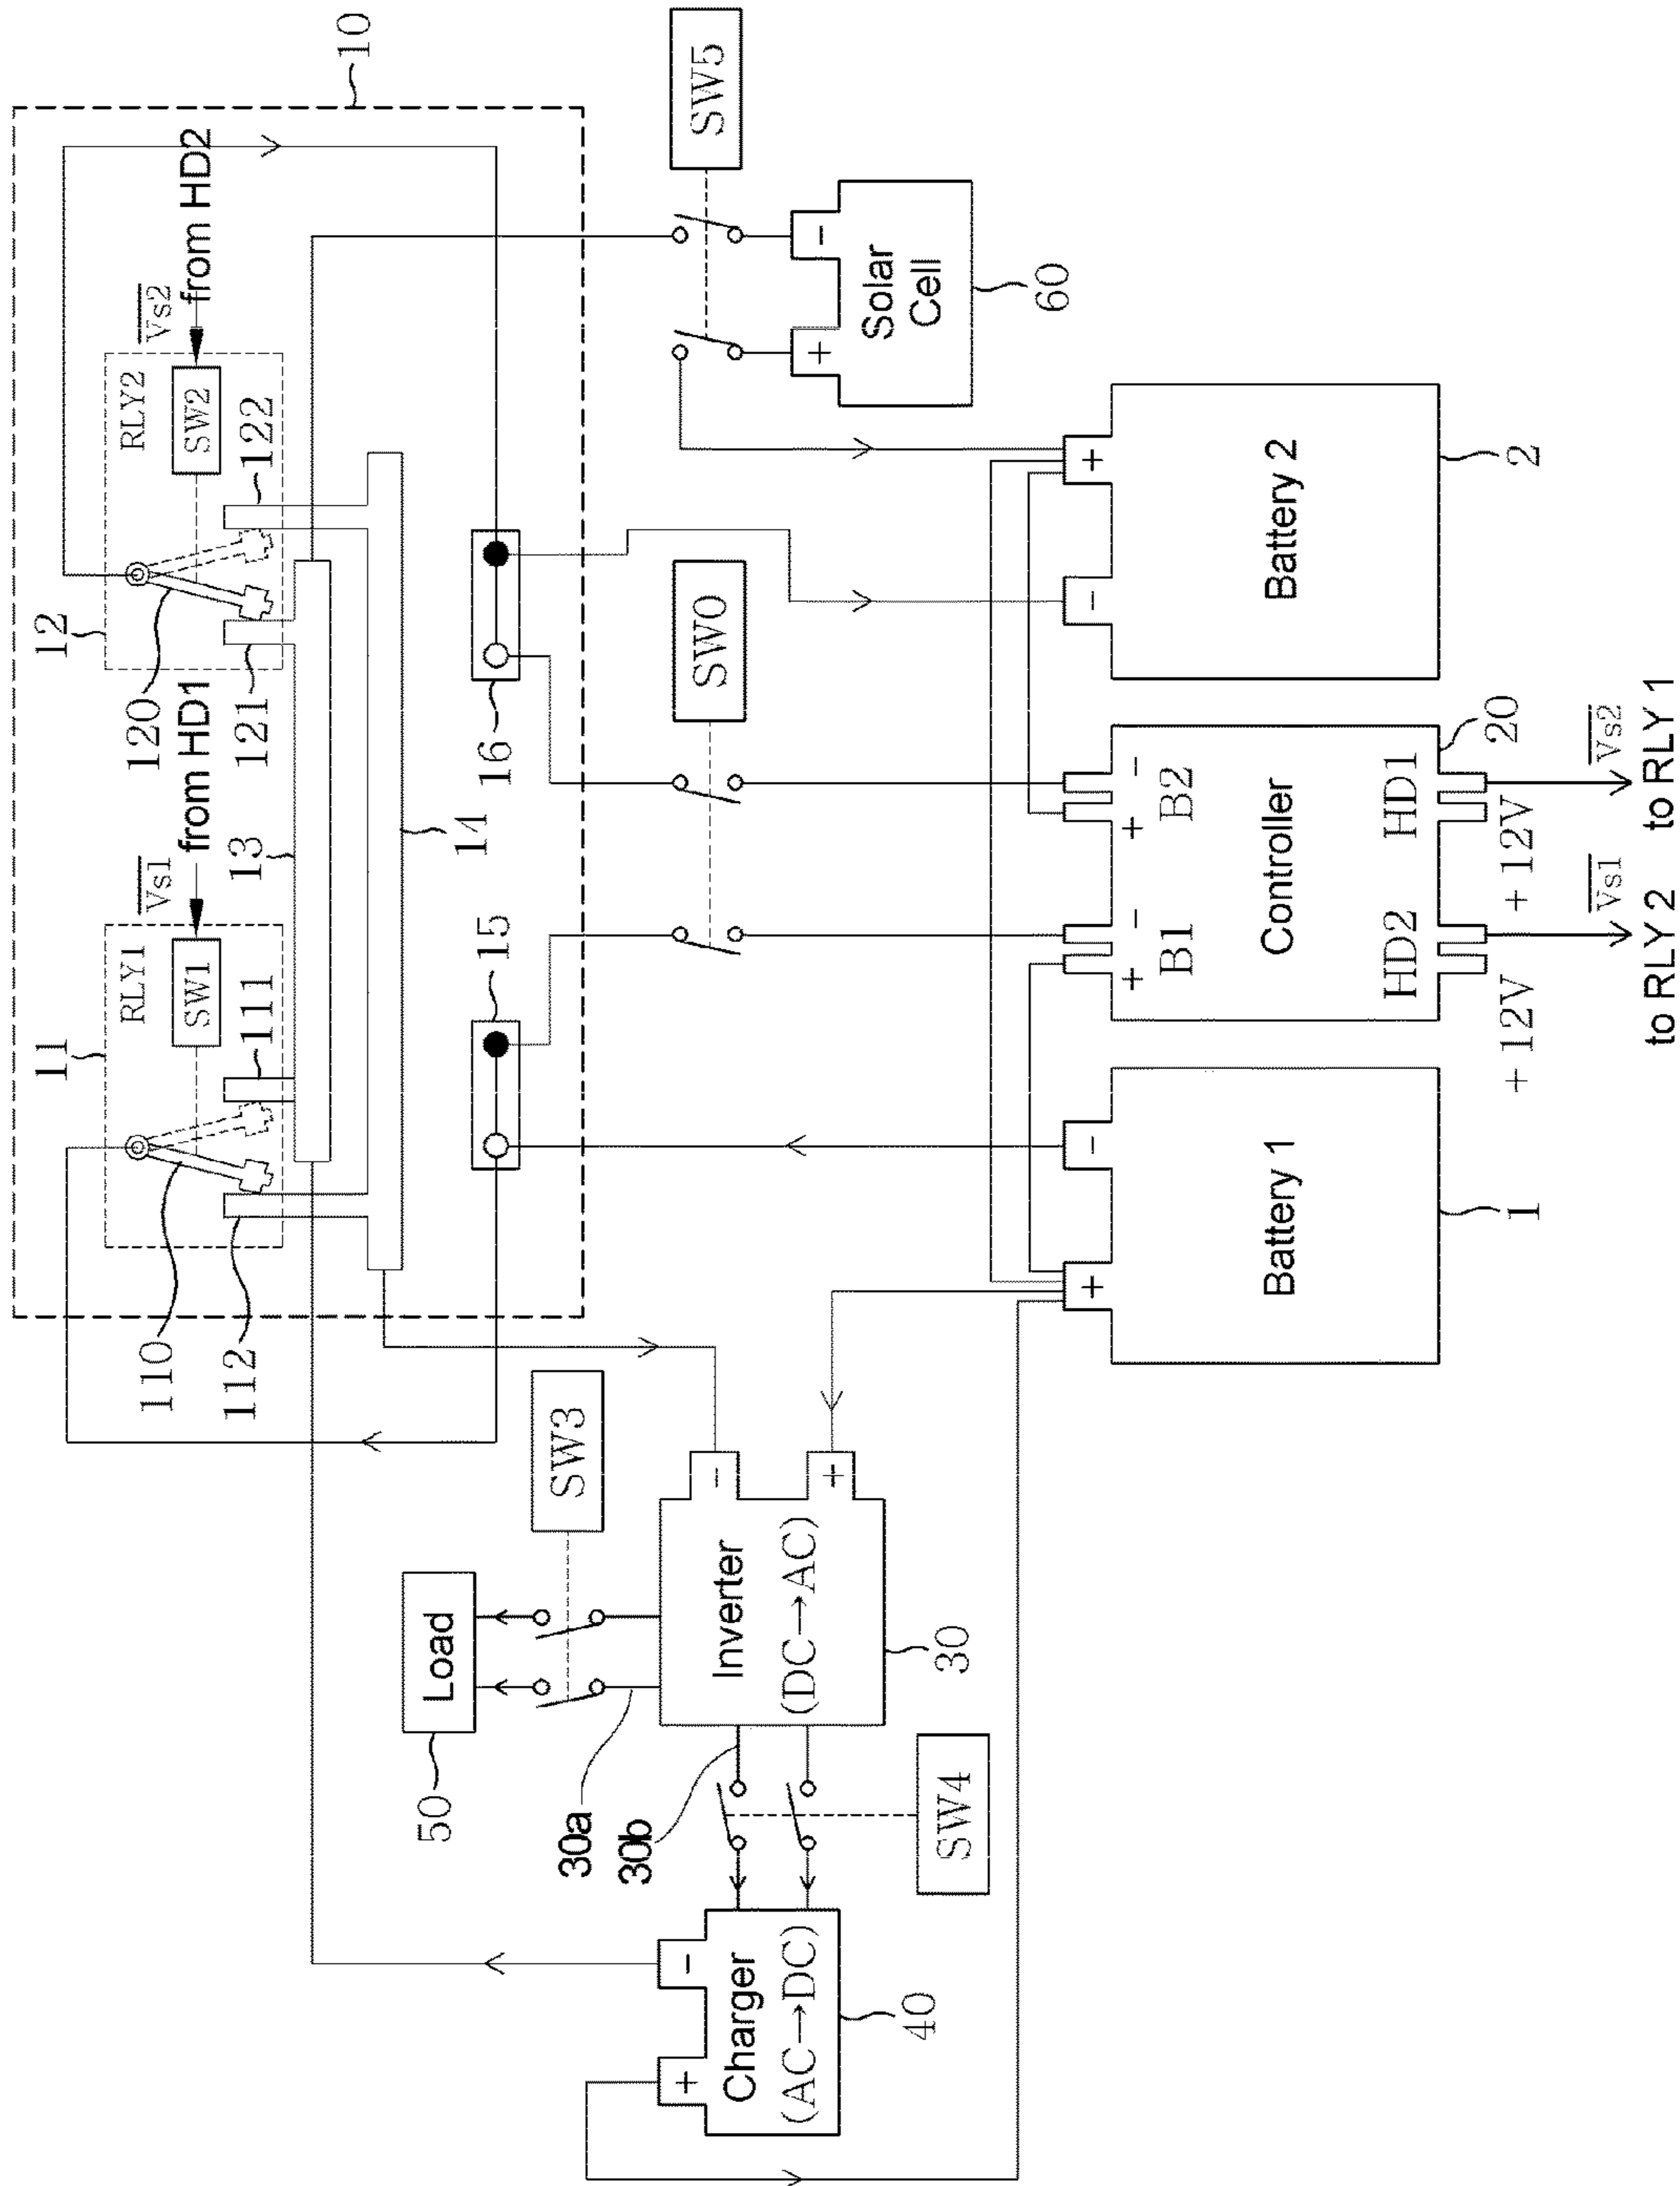 10
12
RLY2
SW2
Vs2
from HD2
120
121
122
11
RLY1
SW1
Vs1
from HD1
110
112
111
13
14
15
16
SW5
SW0
SW3
Load
50
30a
30b
Inverter
(DC→AC)
-
+
30
SW4
Charger
(AC→DC)
+
-
40
Solar
Cell
+
-
60
Battery 1
+
-
1
Controller
+
-
B1
+
-
B2
HD2
HD1
20
+12V
+12V
Vs1
Vs2
to RLY 2
to RLY 1
Battery 2
-
+
2